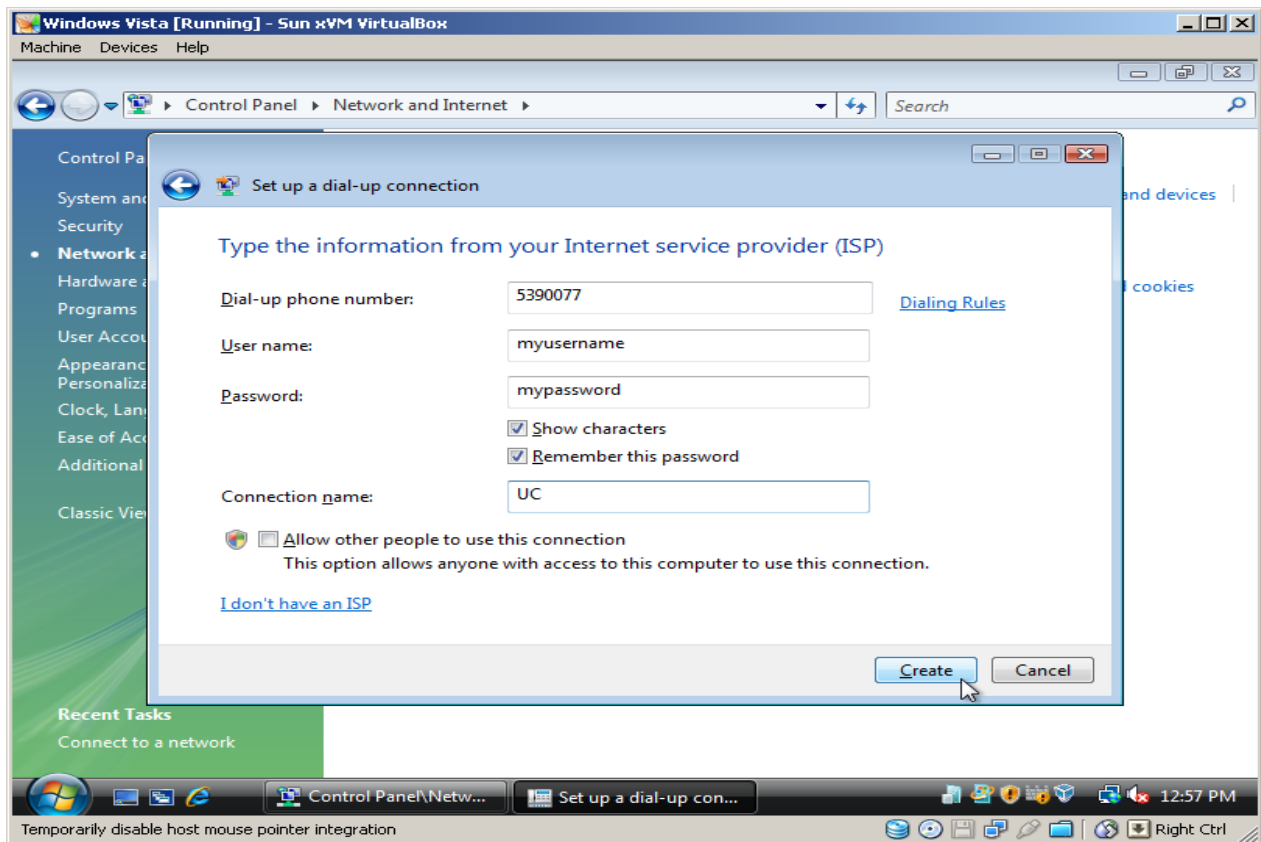 Windows Vista [Running] - Sun xVM VirtualBox
Machine Devices Help
Control Panel Network and Internet
Search
Control Pa
System and
Security
Network a
Hardware a
Programs
User Accou
Appearanc
Personaliza
Clock, Lan
Ease of Acc
Additional
Classic Vie
Recent Tasks
Connect to a network
and devices
cookies
Set up a dial-up connection
Type the information from your Internet service provider (ISP)
Dial-up phone number: 5390077 Dialing Rules
User name: myusername
Password: mypassword
Show characters
Remember this password
Connection name: UC
Allow other people to use this connection
This option allows anyone with access to this computer to use this connection.
I don't have an ISP
Create Cancel
Control Panel\Netw... Set up a dial-up con... 12:57 PM
Temporarily disable host mouse pointer integration Right Ctrl